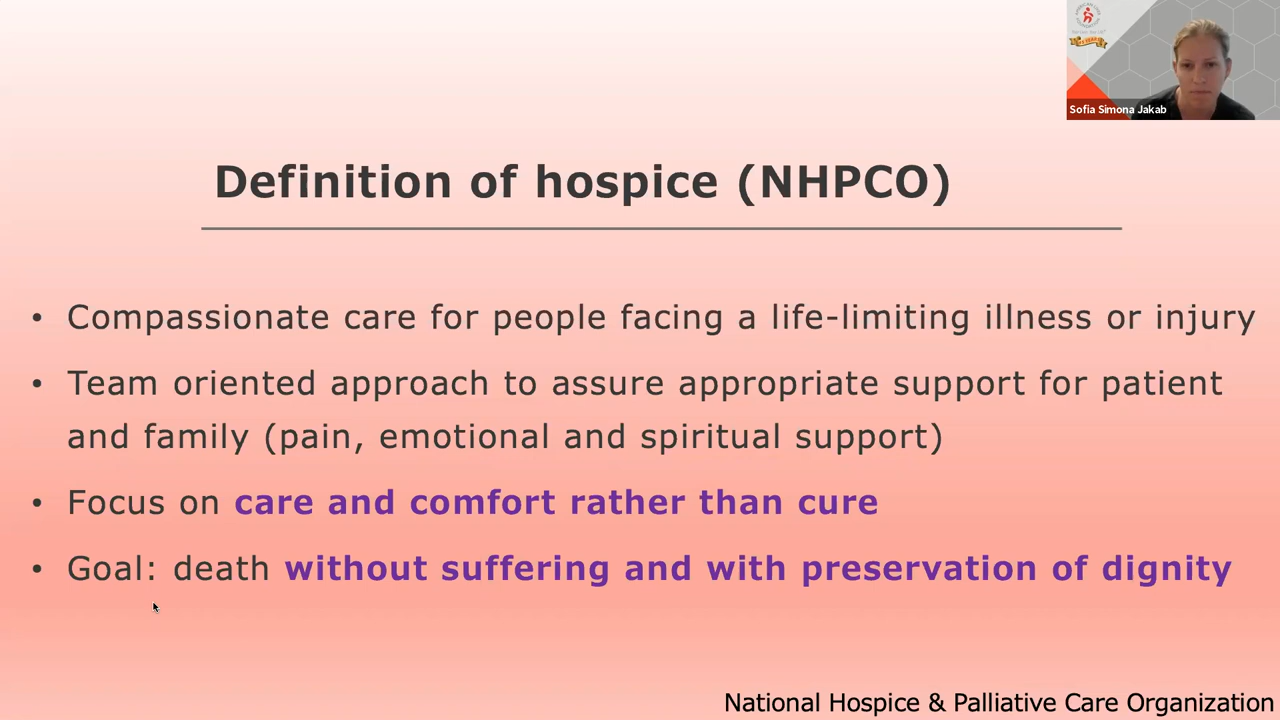 Sofia Simona Jakab
Definition of hospice (NHPCO)
• Compassionate care for people facing a life-limiting illness or injury
• Team oriented approach to assure appropriate support for patient
and family (pain, emotional and spiritual support)
• Focus on care and comfort rather than cure
• Goal: death without suffering and with preservation of dignity
National Hospice & Palliative Care Organization